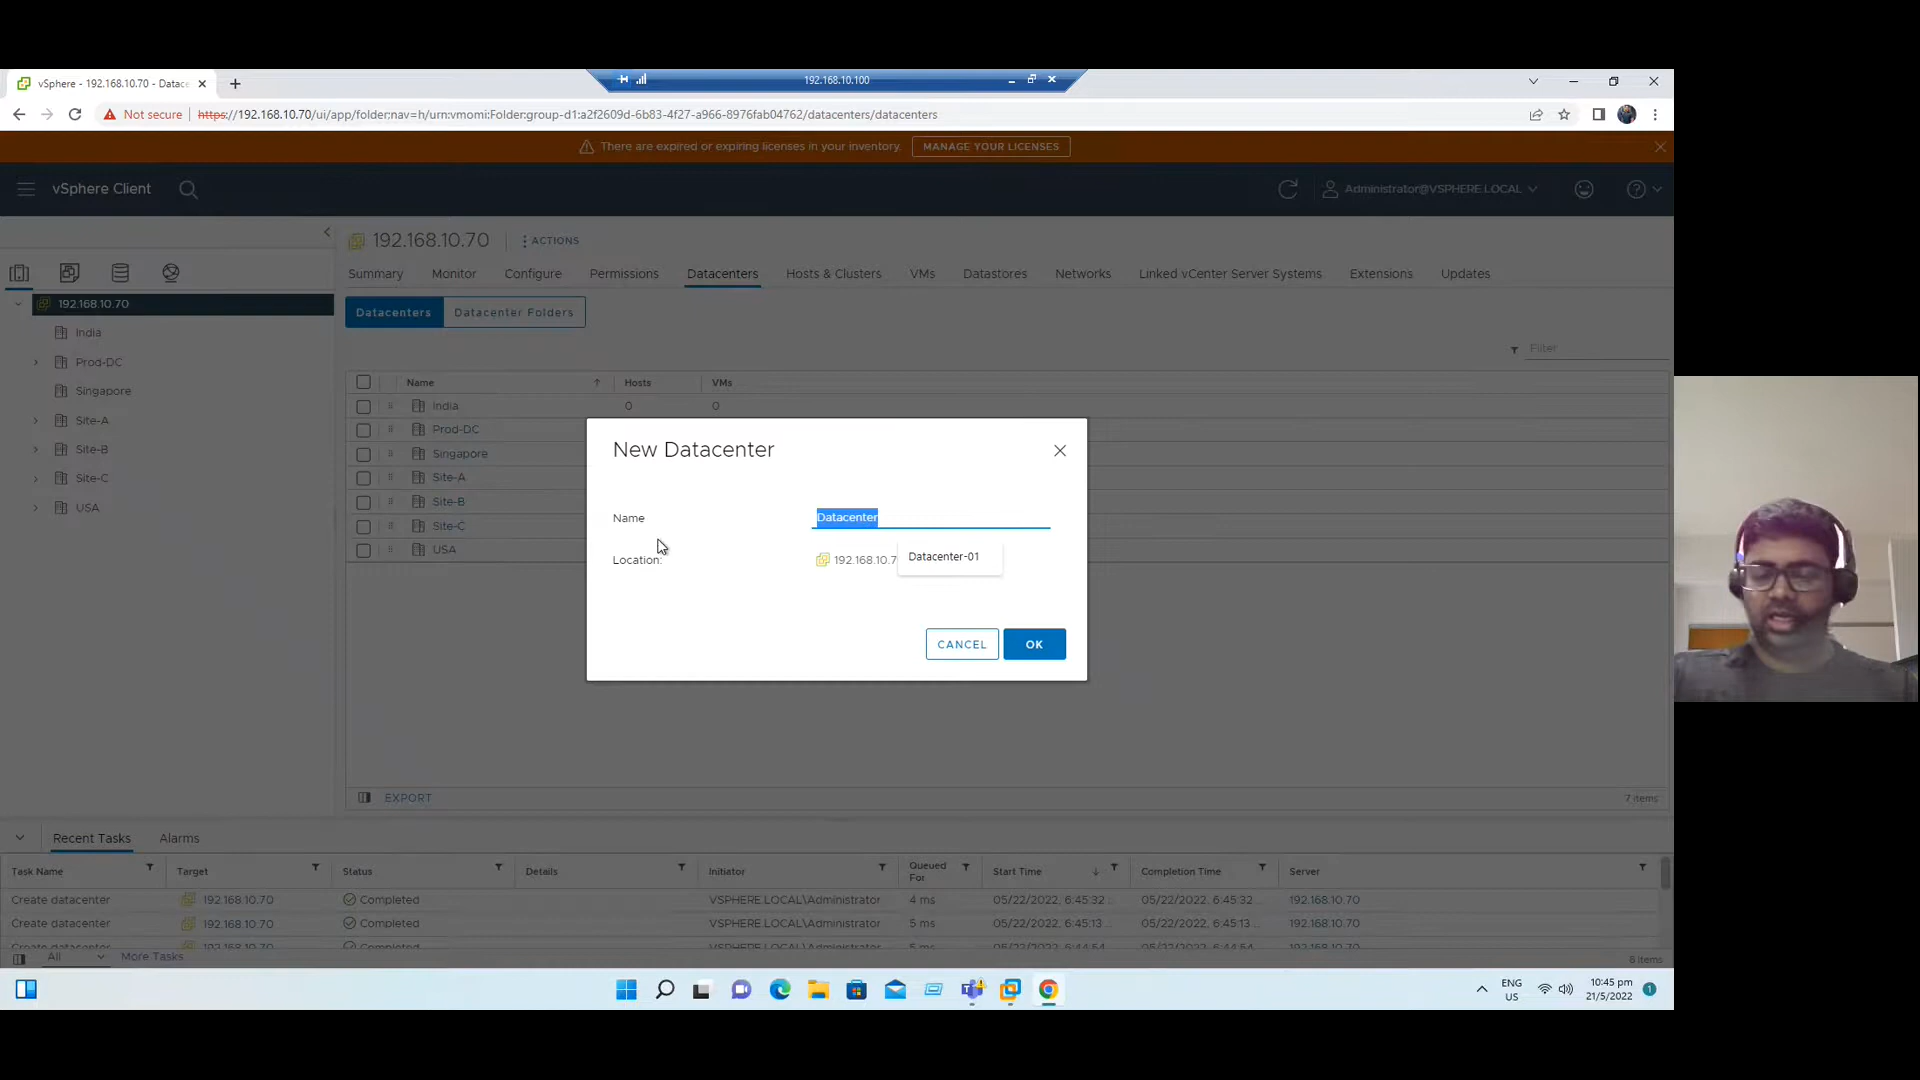 vSphere - 192.168.10.70 - Datace
192.168.10.100
Not secure
https://192.168.10.70/ui/app/folder;nav=h/urn:vmomi:Folder:group-d1:a2f2609d-6b83-4f27-a966-8976fab04762/datacenters/datacenters
There are expired or expiring licenses in your inventory.
MANAGE YOUR LICENSES
vSphere Client
Administrator@VSPHERE.LOCAL
192.168.10.70
ACTIONS
Summary
Monitor
Configure
Permissions
Datacenters
Hosts & Clusters
VMs
Datastores
Networks
Linked vCenter Server Systems
Extensions
Updates
192.168.10.70
India
Prod-DC
Singapore
Site-A
Site-B
Site-C
USA
Datacenters
Datacenter Folders
Filter
Name
Hosts
VMs
India
0
0
Prod-DC
Singapore
Site-A
Site-B
Site-C
USA
New Datacenter
Name
Datacenter
Location:
192.168.10.7
Datacenter-01
CANCEL
OK
EXPORT
7 items
Recent Tasks
Alarms
Task Name
Target
Status
Details
Initiator
Queued
For
Start Time
Completion Time
Server
Create datacenter
192.168.10.70
Completed
VSPHERE.LOCAL\Administrator
4 ms
05/22/2022, 6:45:32
05/22/2022, 6:45:32
192.168.10.70
Create datacenter
192.168.10.70
Completed
VSPHERE.LOCAL\Administrator
5 ms
05/22/2022, 6:45:13
05/22/2022, 6:45:13
192.168.10.70
Create datacenter
192.168.10.70
Completed
VSPHERE.LOCAL\Administrator
5 ms
05/22/2022, 6:44:54
05/22/2022, 6:44:54
192.168.10.70
All
More Tasks
8 items
ENG
US
10:45 pm
21/5/2022
1